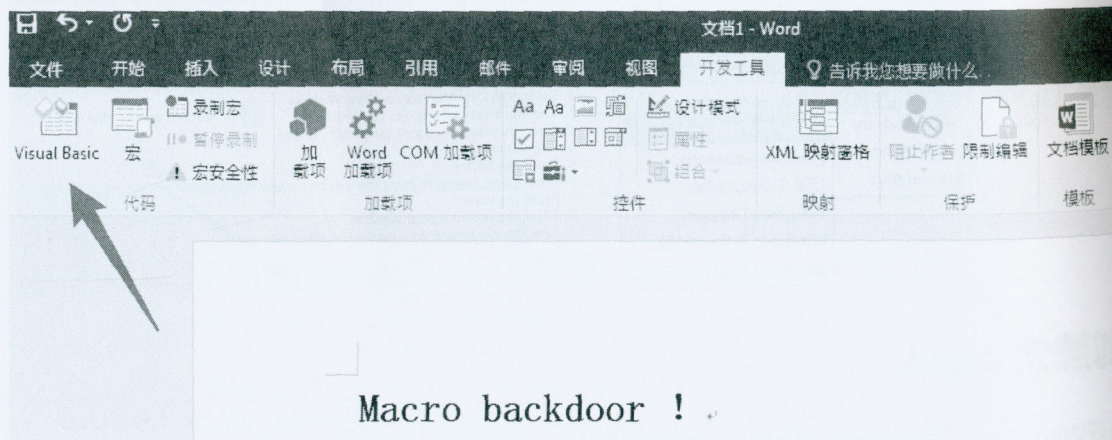 文档1 - Word
文件 开始 插入 设计 布局 引用 邮件 审阅 视图 开发工具 告诉我您想要做什么...
Visual Basic 宏 录制宏 暂停录制 宏安全性 加载项 Word 加载项 COM 加载项 Aa Aa 设计模式 属性 组合 XML 映射窗格 阻止作者 限制编辑 文档模板
代码 加载项 控件 映射 保护 模板
Macro backdoor !